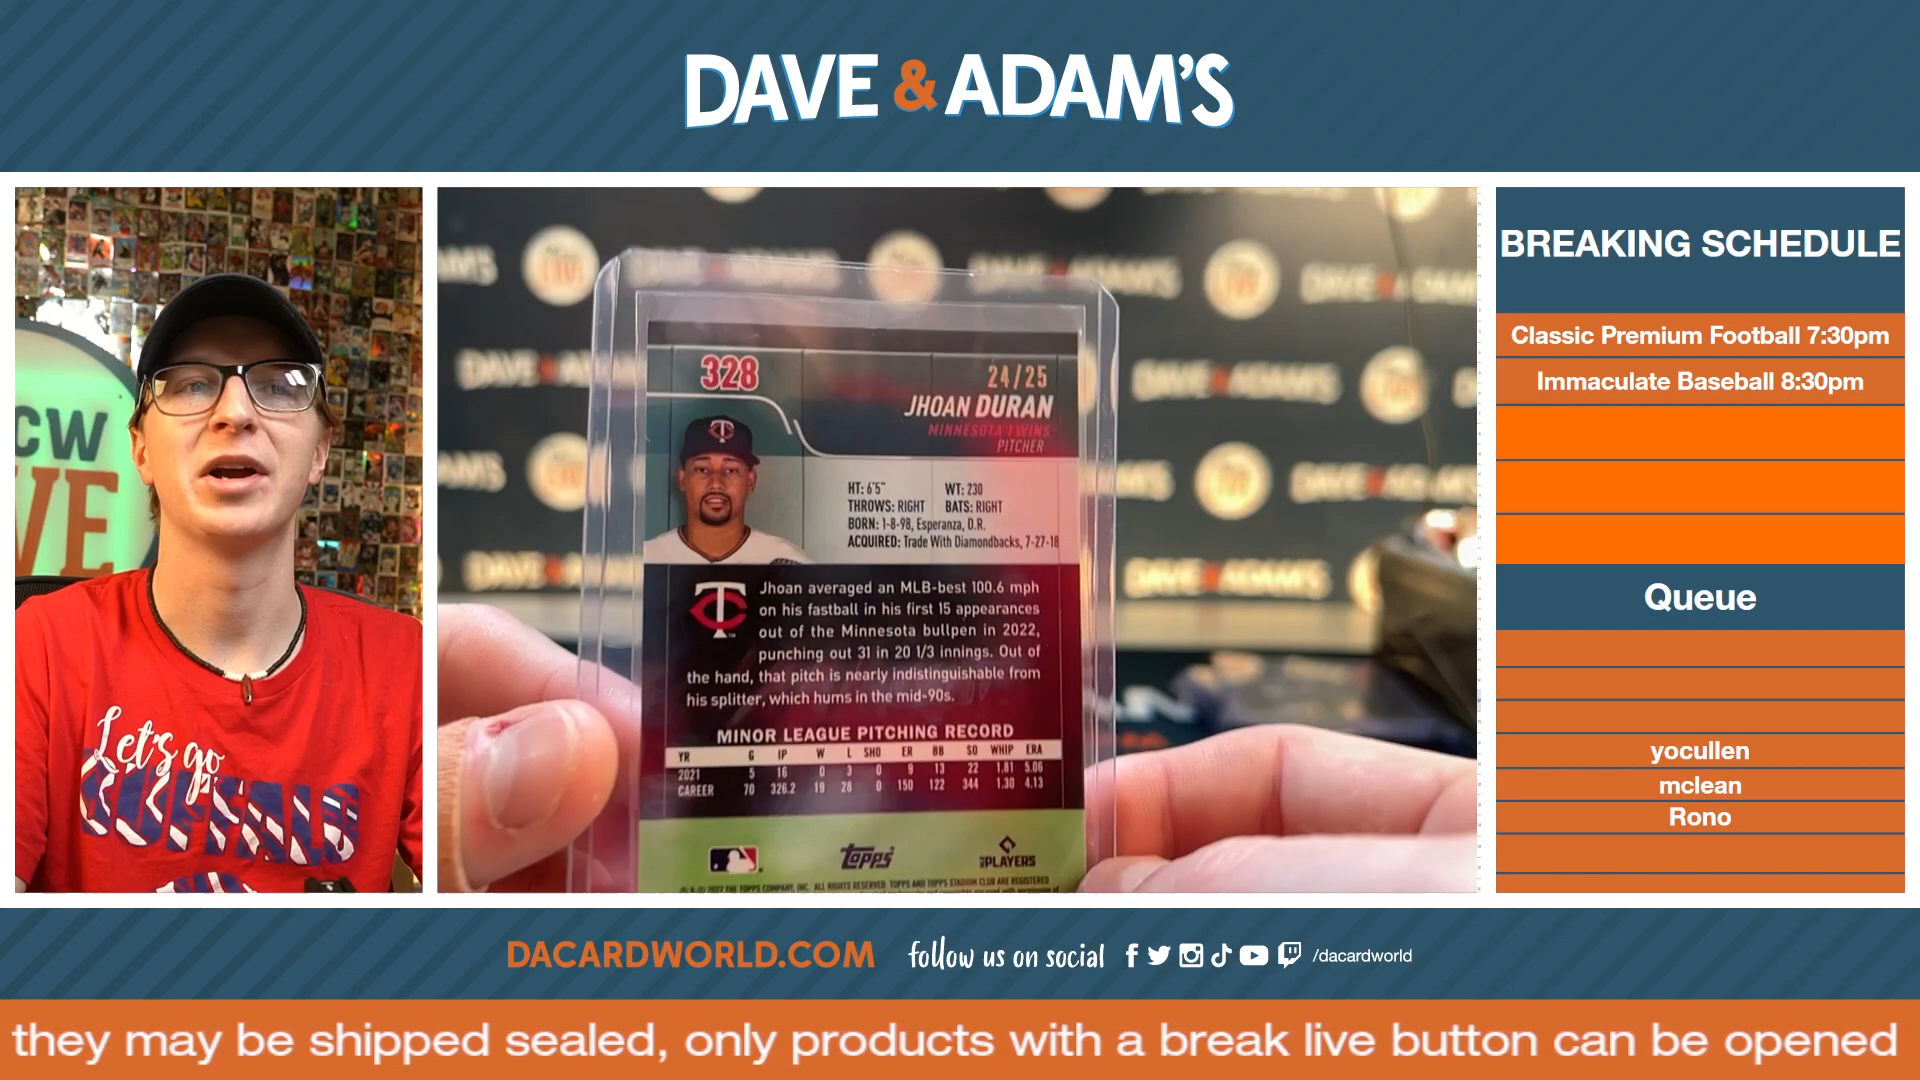 DAVE & ADAM'S
CW
VE
Let's go
BUFFALO
328
24/25
JHOAN DURAN
MINNESOTA TWINS
PITCHER
HT: 6'5" WT: 230
THROWS: RIGHT BATS: RIGHT
BORN: 1-8-98, Esperanza, D.R.
ACQUIRED: Trade With Diamondbacks, 7-27-18
Jhoan averaged an MLB-best 100.6 mph
on his fastball in his first 15 appearances
out of the Minnesota bullpen in 2022,
punching out 31 in 20 1/3 innings. Out of
the hand, that pitch is nearly indistinguishable from
his splitter, which hums in the mid-90s.
MINOR LEAGUE PITCHING RECORD
YR G IP W L SHO ER BB SO WHIP ERA
2021 5 16 0 3 0 9 13 22 1.81 5.06
CAREER 70 326.2 19 28 0 150 122 344 1.30 4.13
Topps
PLAYERS
BREAKING SCHEDULE
Classic Premium Football 7:30pm
Immaculate Baseball 8:30pm
Queue
yocullen
mclean
Rono
DACARDWORLD.COM follow us on social /dacardworld
they may be shipped sealed, only products with a break live button can be opened